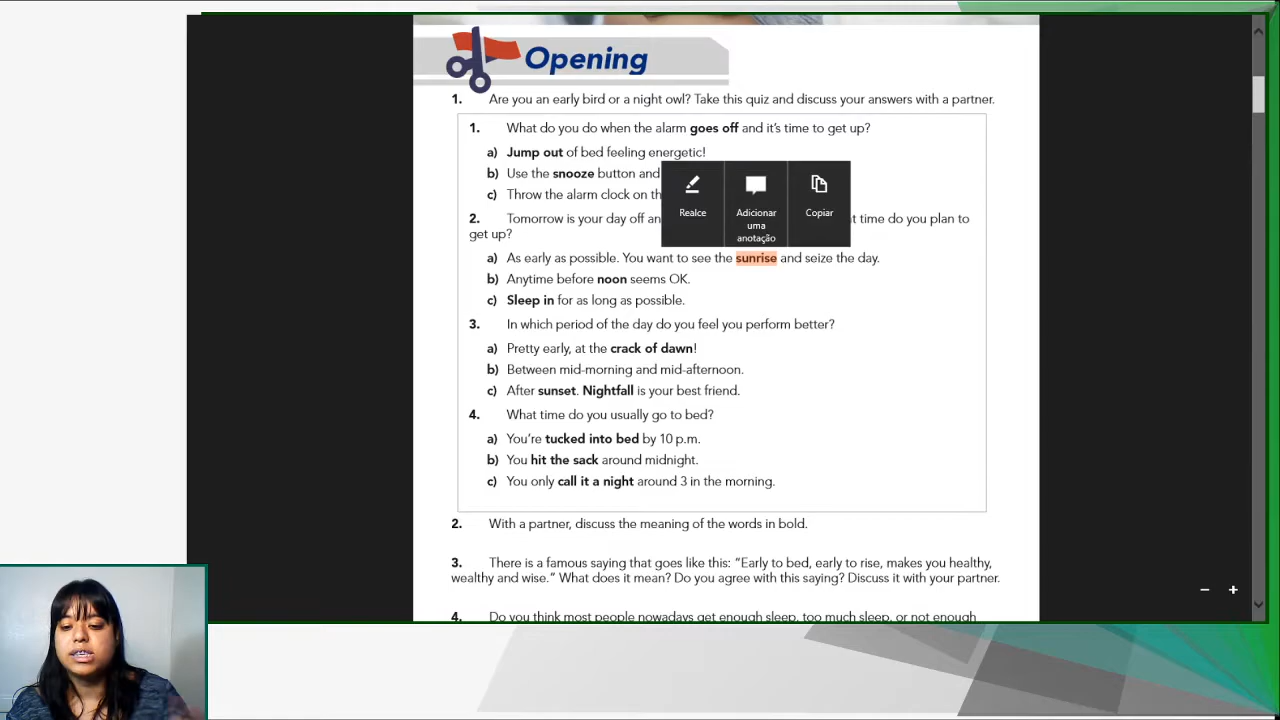 Opening
1. Are you an early bird or a night owl? Take this quiz and discuss your answers with a partner.
1. What do you do when the alarm goes off and it's time to get up?
a) Jump out of bed feeling energetic!
b) Use the snooze button and
c) Throw the alarm clock on th
Realce
Adicionar uma anotação
Copiar
2. Tomorrow is your day off an t time do you plan to
get up?
a) As early as possible. You want to see the sunrise and seize the day.
b) Anytime before noon seems OK.
c) Sleep in for as long as possible.
3. In which period of the day do you feel you perform better?
a) Pretty early, at the crack of dawn!
b) Between mid-morning and mid-afternoon.
c) After sunset. Nightfall is your best friend.
4. What time do you usually go to bed?
a) You're tucked into bed by 10 p.m.
b) You hit the sack around midnight.
c) You only call it a night around 3 in the morning.
2. With a partner, discuss the meaning of the words in bold.
3. There is a famous saying that goes like this: "Early to bed, early to rise, makes you healthy,
wealthy and wise." What does it mean? Do you agree with this saying? Discuss it with your partner.
4. Do you think most people nowadays get enough sleep, too much sleep, or not enough